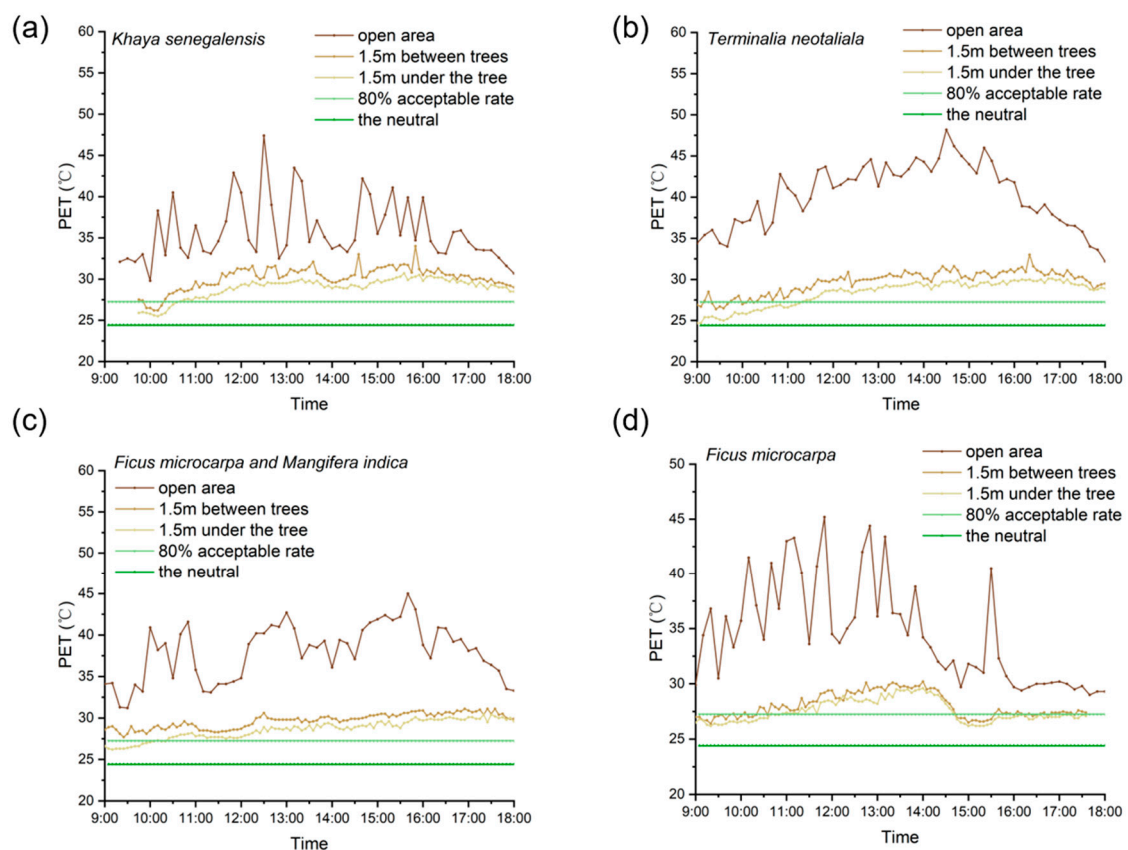 (a)
Khaya senegalensis
open area
1.5m between trees
1.5m under the tree
80% acceptable rate
the neutral
PET (℃)
60
55
50
45
40
35
30
25
20
9:00 10:00 11:00 12:00 13:00 14:00 15:00 16:00 17:00 18:00
Time
(b)
Terminalia neotaliala
open area
1.5m between trees
1.5m under the tree
80% acceptable rate
the neutral
PET (℃)
60
55
50
45
40
35
30
25
20
9:00 10:00 11:00 12:00 13:00 14:00 15:00 16:00 17:00 18:00
Time
(c)
Ficus microcarpa and Mangifera indica
open area
1.5m between trees
1.5m under the tree
80% acceptable rate
the neutral
PET (℃)
60
55
50
45
40
35
30
25
20
9:00 10:00 11:00 12:00 13:00 14:00 15:00 16:00 17:00 18:00
Time
(d)
Ficus microcarpa
open area
1.5m between trees
1.5m under the tree
80% acceptable rate
the neutral
PET (℃)
50
45
40
35
30
25
20
9:00 10:00 11:00 12:00 13:00 14:00 15:00 16:00 17:00 18:00
Time